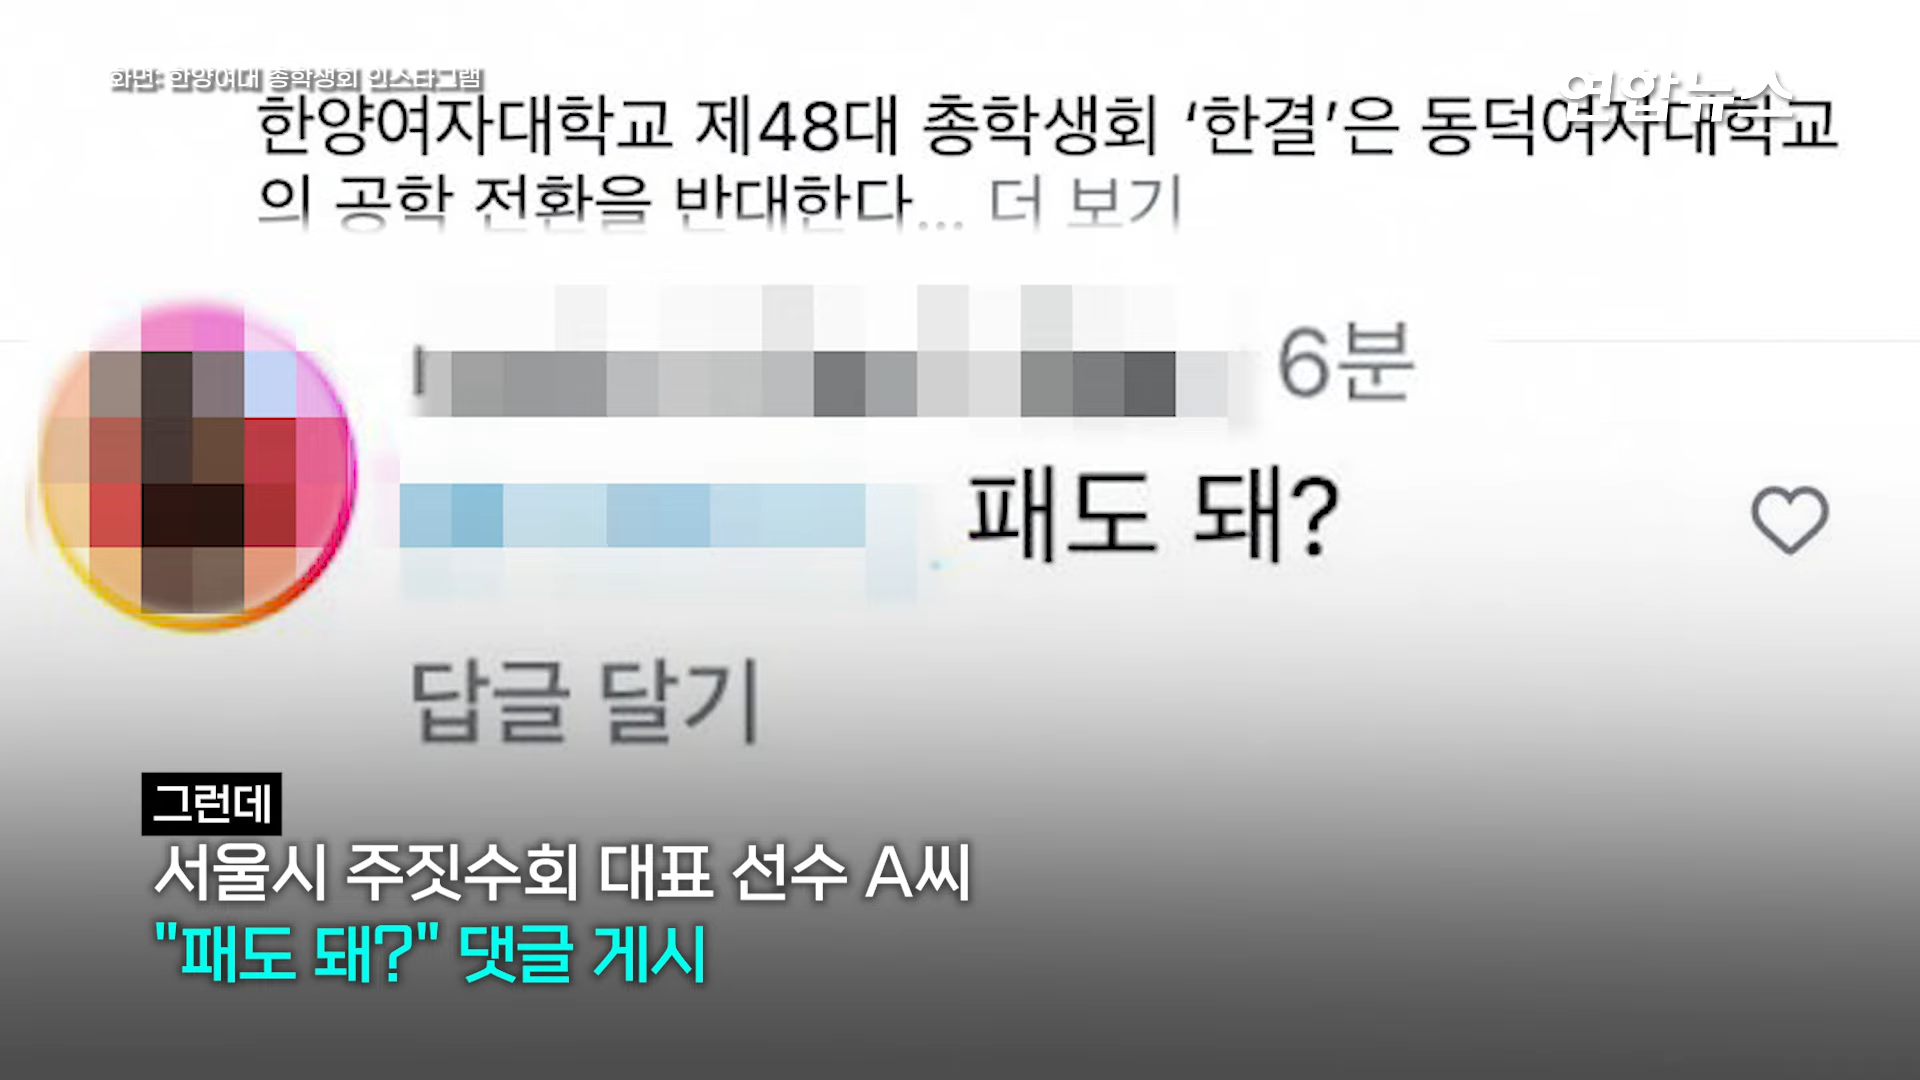 화면: 한양여대 총학생회 인스타그램
연합뉴스
한양여자대학교 제48대 총학생회 ‘한결’은 동덕여자대학교
의 공학 전환을 반대한다... 더 보기
6분
패도 돼?
답글 달기
그런데
서울시 주짓수회 대표 선수 A씨
"패도 돼?" 댓글 게시